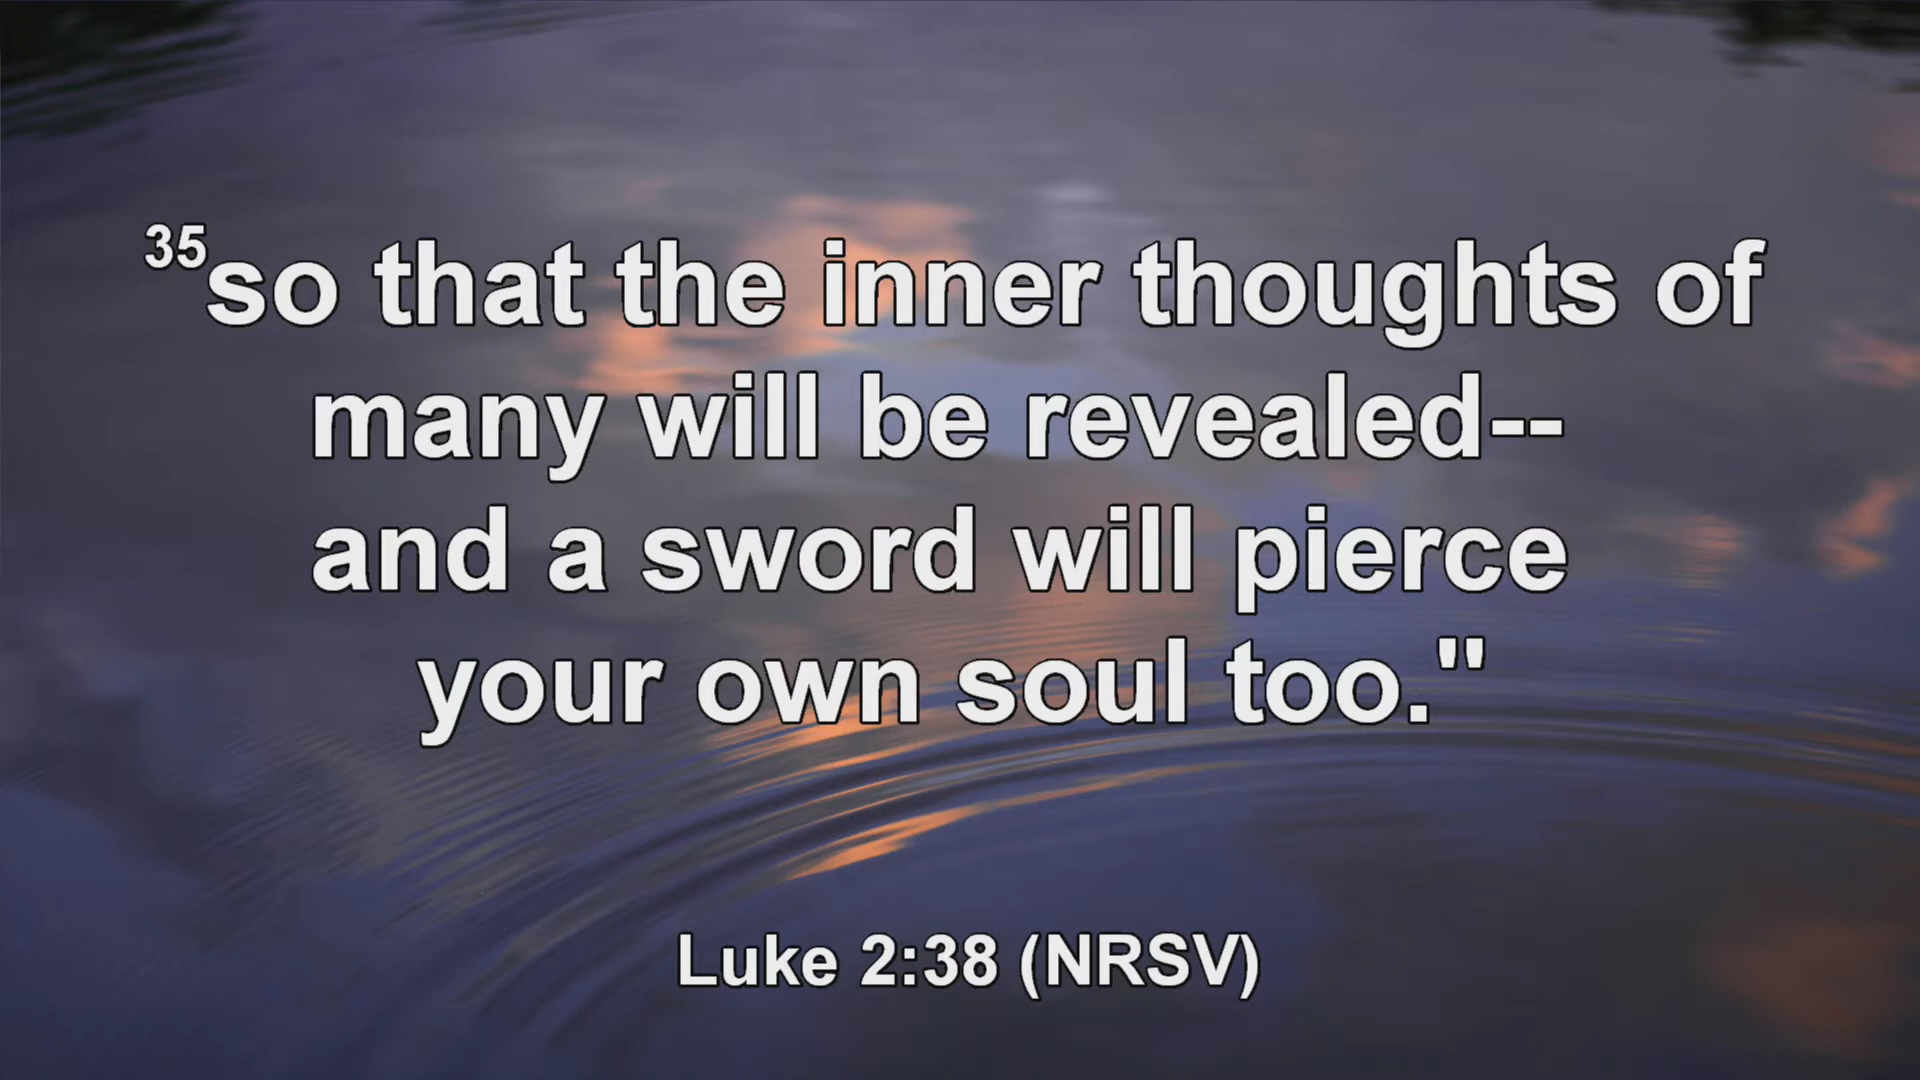 35so that the inner thoughts of
many will be revealed--
and a sword will pierce
your own soul too."
Luke 2:38 (NRSV)